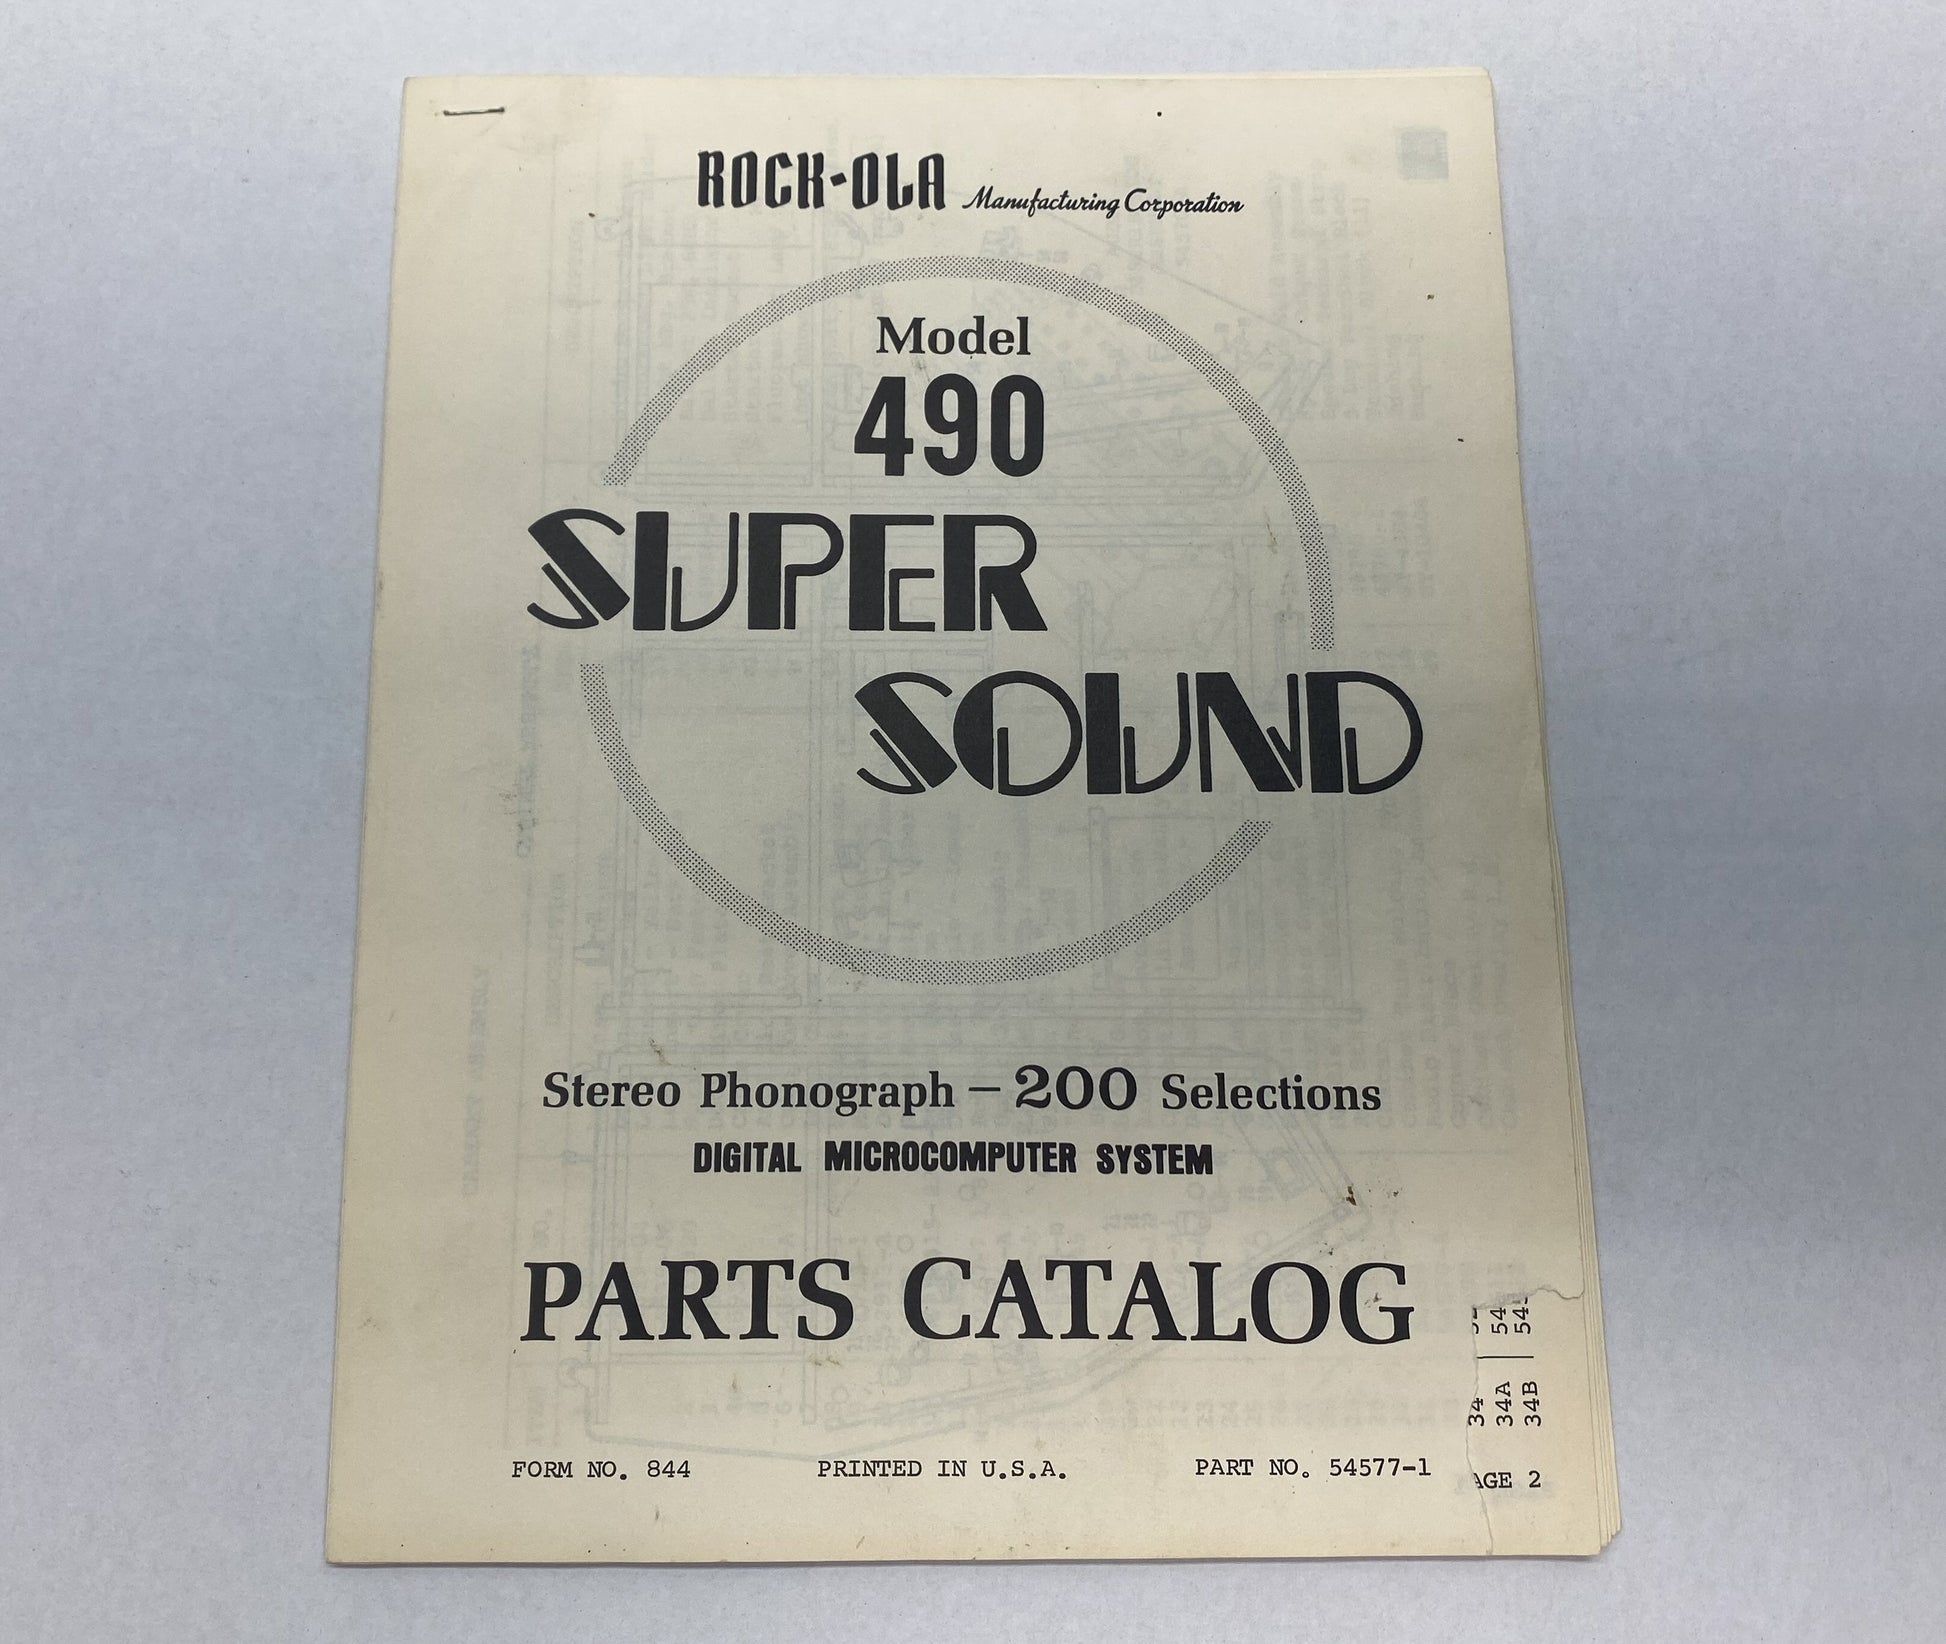 ROCK-OLA Manufacturing Corporation
Model
490
SUPER
SOUND
Stereo Phonograph – 200 Selections
DIGITAL MICROCOMPUTER SYSTEM
PARTS CATALOG
FORM NO. 844 PRINTED IN U.S.A. PART NO. 54577-1
34
34A 54
34B 54
AGE 2